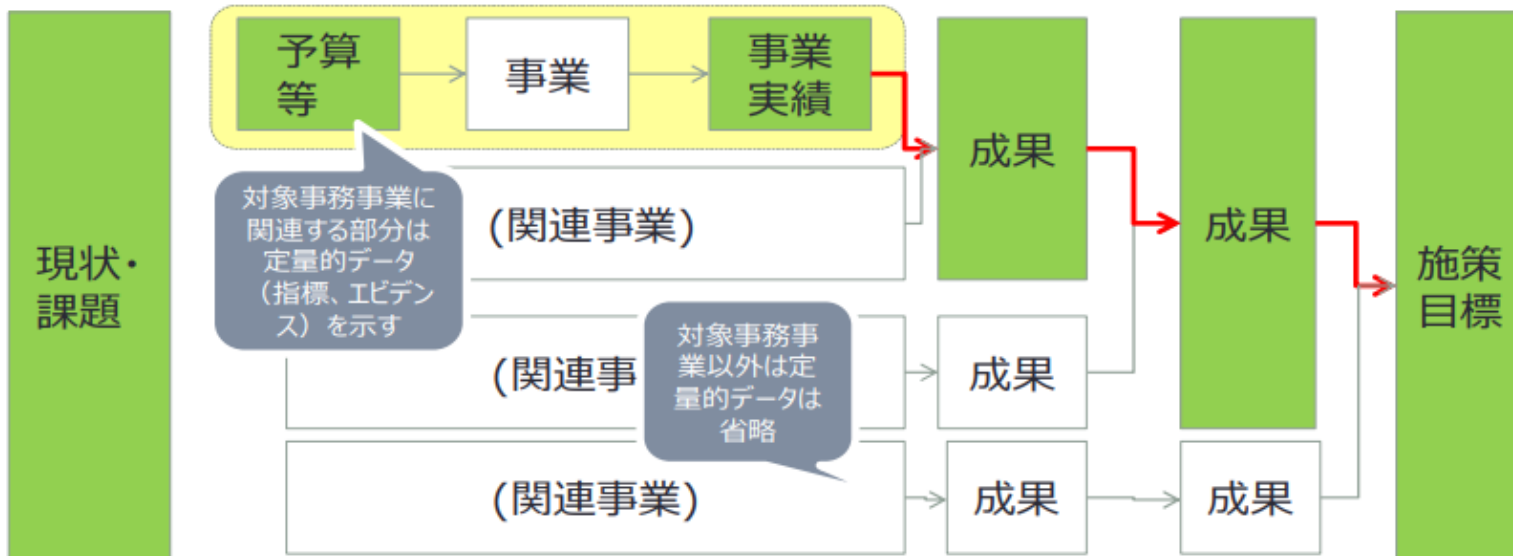 現状・
課題
予算
等
事業
事業
実績
対象事務事業に
関連する部分は
定量的データ
（指標、エビデン
ス）を示す
(関連事業)
(関連事
対象事務事
業以外は定
量的データは
省略
(関連事業)
成果
成果
成果
成果
成果
施策
目標